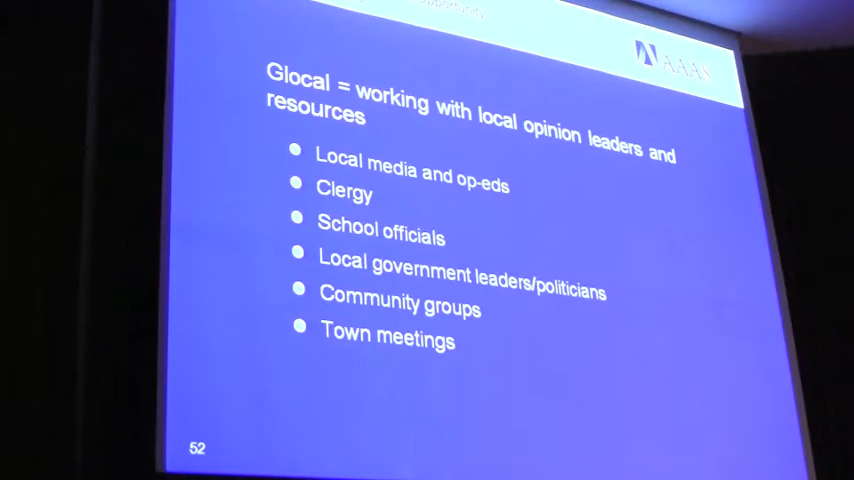 opportunity
AAAS
Glocal = working with local opinion leaders and
resources
Local media and op-eds
Clergy
School officials
Local government leaders/politicians
Community groups
Town meetings
52